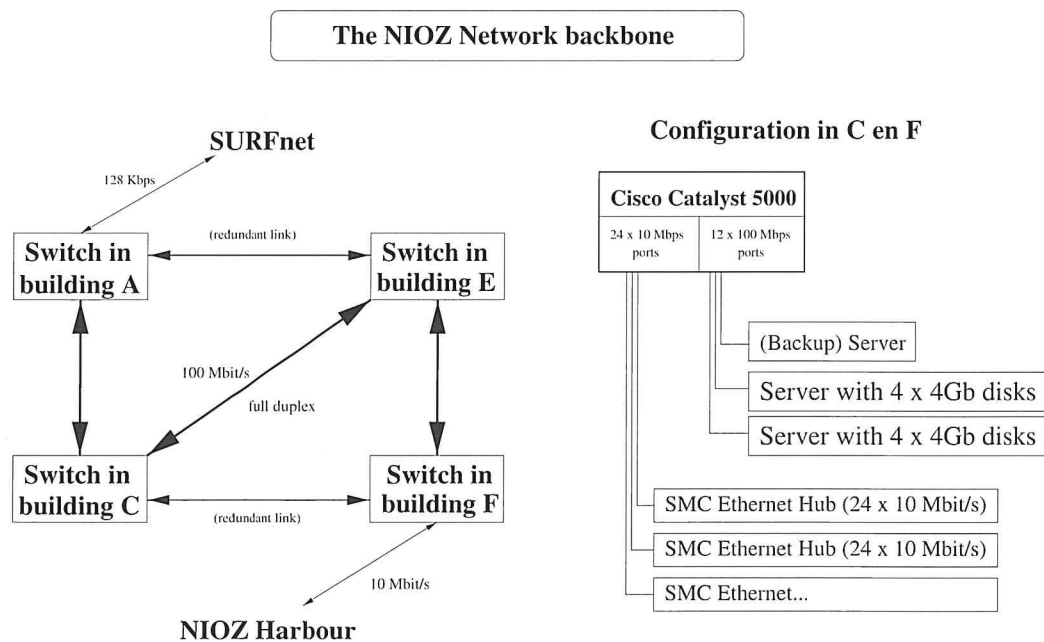 The NIOZ Network backbone
SURFnet
128 Kbps
Switch in
building A
(redundant link)
Switch in
building E
100 Mbit/s
full duplex
Switch in
building C
(redundant link)
Switch in
building F
10 Mbit/s
NIOZ Harbour
Configuration in C en F
Cisco Catalyst 5000
24 x 10 Mbps
ports
12 x 100 Mbps
ports
(Backup) Server
Server with 4 x 4Gb disks
Server with 4 x 4Gb disks
SMC Ethernet Hub (24 x 10 Mbit/s)
SMC Ethernet Hub (24 x 10 Mbit/s)
SMC Ethernet...